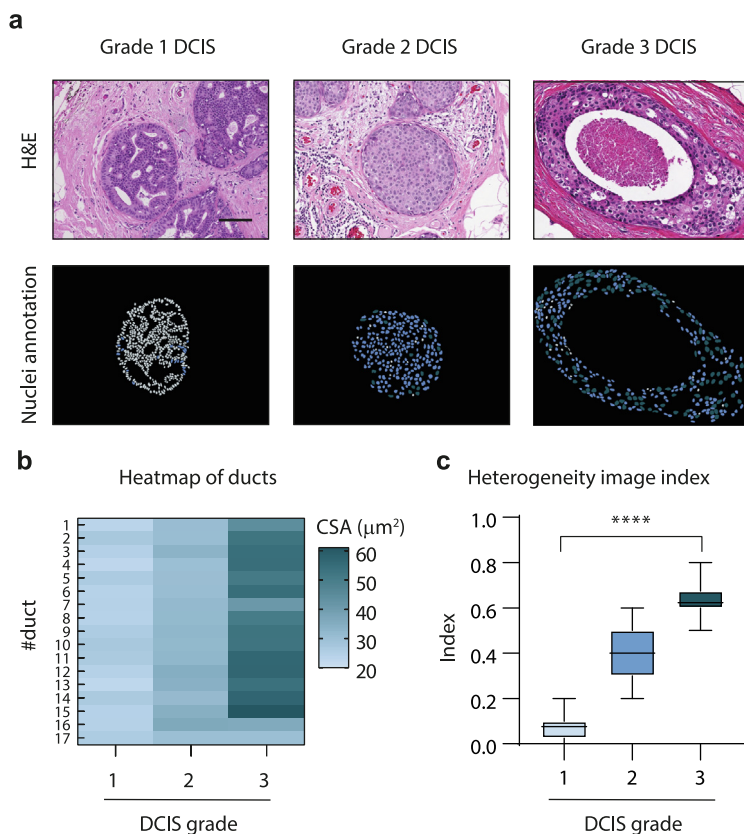 a
Grade 1 DCIS Grade 2 DCIS Grade 3 DCIS
H&E
Nuclei annotation
b
Heatmap of ducts
#duct
1
2
3
4
5
6
7
8
9
10
11
12
13
14
15
16
17
1 2 3
DCIS grade
CSA (μm²)
60
50
40
30
20
c
Heterogeneity image index
****
Index
1.0
0.8
0.6
0.4
0.2
0.0
1 2 3
DCIS grade